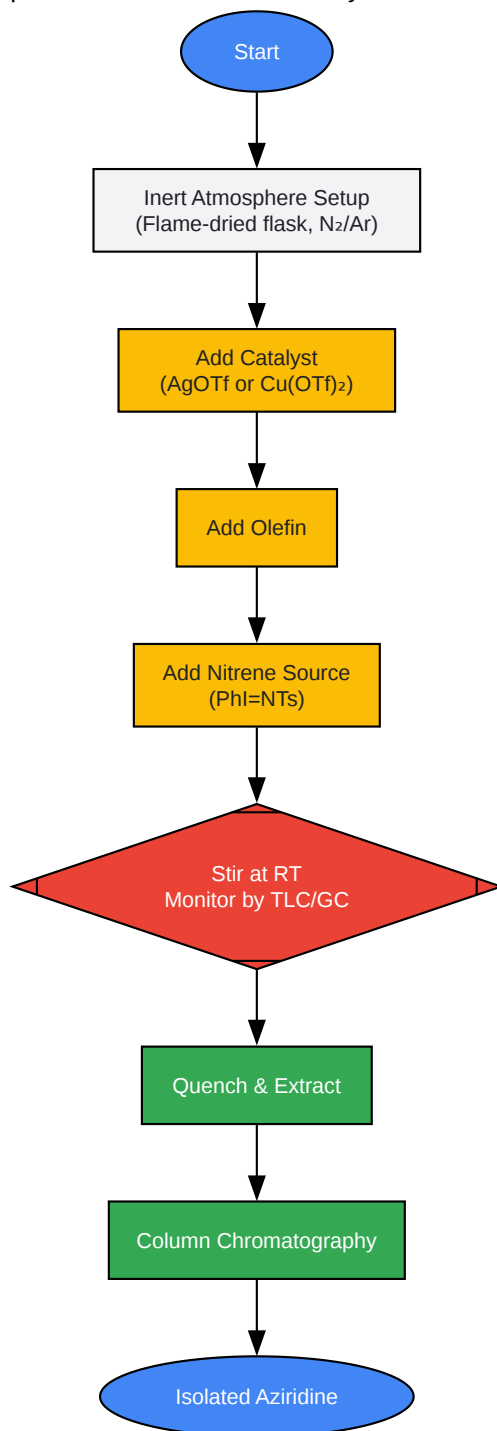 Start
Inert Atmosphere Setup
(Flame-dried flask, N₂/Ar)
Add Catalyst
(AgOTf or Cu(OTf)₂)
Add Olefin
Add Nitrene Source
(PhI=NTs)
Stir at RT
Monitor by TLC/GC
Quench & Extract
Column Chromatography
Isolated Aziridine